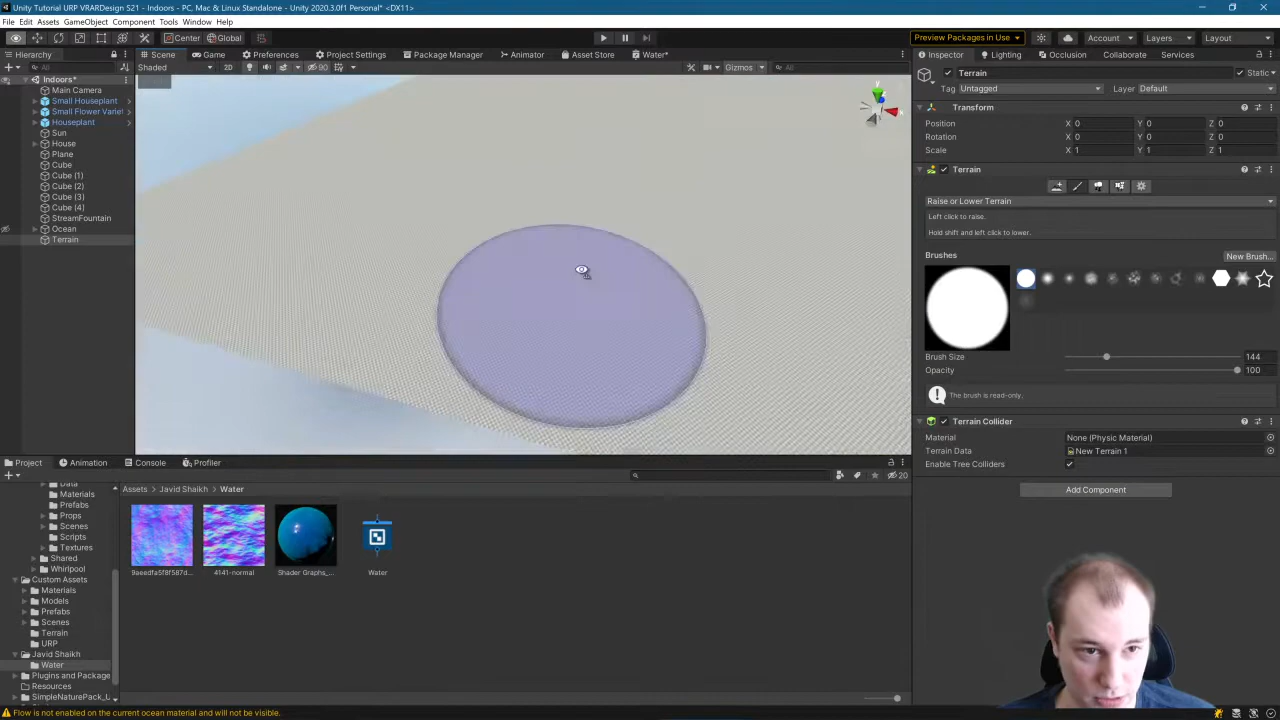 Unity Tutorial URP VRARDesign S21 - Indoors - PC, Mac & Linux Standalone - Unity 2020.3.0f1 Personal* <DX11>
File Edit Assets GameObject Component Tools Window Help
Center Global Preview Packages in Use Account Layers Layout
Hierarchy Scene Game Preferences Project Settings Package Manager Animator Asset Store Water* Inspector Lighting Occlusion Collaborate Services
All Shaded 2D 90 Gizmos All
Terrain Static
Tag Untagged Layer Default
Indoors*
Main Camera
Small Houseplant
Small Flower Variet
Houseplant
Sun
House
Plane
Cube
Cube (1)
Cube (2)
Cube (3)
Cube (4)
StreamFountain
Ocean
Terrain
y
x
Transform
Position X 0 Y 0 Z 0
Rotation X 0 Y 0 Z 0
Scale X 1 Y 1 Z 1
Terrain
Raise or Lower Terrain
Left click to raise.
Hold shift and left click to lower.
Brushes New Brush...
Brush Size 144
Opacity 100
The brush is read-only.
Terrain Collider
Material None (Physic Material)
Terrain Data New Terrain 1
Enable Tree Colliders
Add Component
Project Animation Console Profiler
20
Data
Materials
Prefabs
Props
Scenes
Scripts
Textures
Shared
Whirlpool
Custom Assets
Materials
Models
Prefabs
Scenes
Terrain
URP
Javid Shaikh
Water
Plugins and Package
Resources
SimpleNaturePack_U
Assets > Javid Shaikh > Water
9aeedfa5f8f587d...
4141-normal
Shader Graphs_...
Water
Flow is not enabled on the current ocean material and will not be visible.